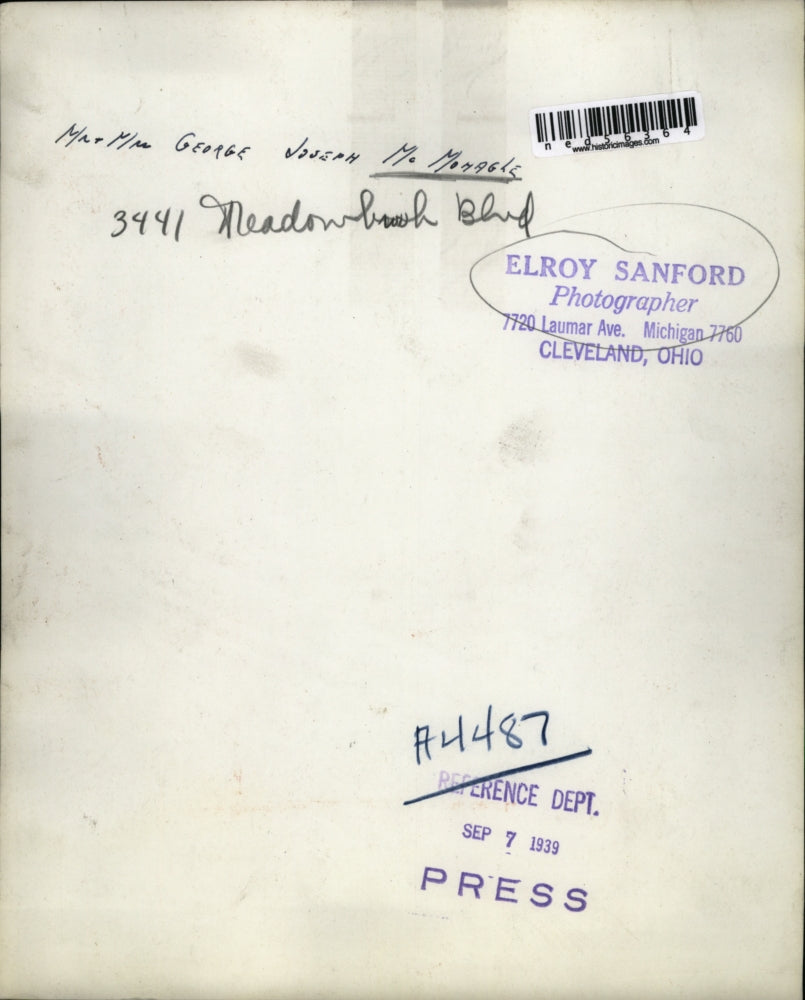 ned56364
www.historicimages.com
Mr + Mrs GEORGE JOSEPH Mc MONAGLE
3441 Meadowbrook Blvd
ELROY SANFORD
Photographer
7720 Laumar Ave. Michigan 7760
CLEVELAND, OHIO
A4487
REFERENCE DEPT.
SEP 7 1939
PRESS